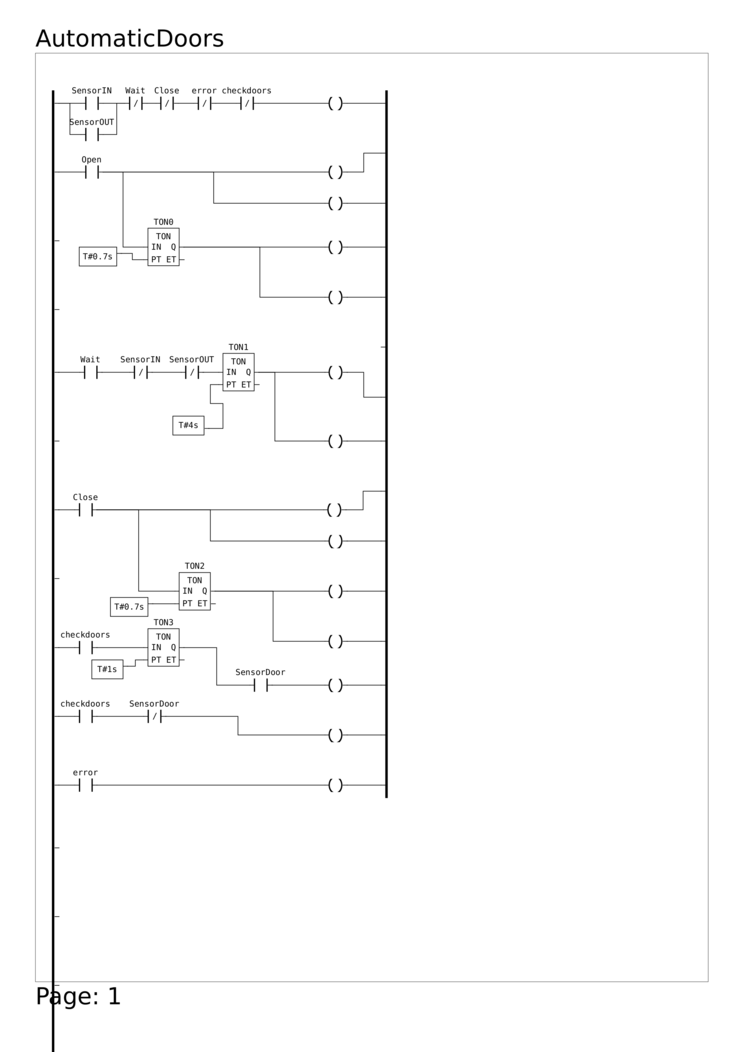 AutomaticDoors
SensorIN Wait Close error checkdoors
SensorOUT
Open
TON0
TON
IN Q
T#0.7s
PT ET
TON1
Wait SensorIN SensorOUT
TON
IN Q
PT ET
T#4s
Close
TON2
TON
IN Q
T#0.7s
PT ET
TON3
checkdoors
TON
IN Q
T#1s
PT ET
SensorDoor
checkdoors SensorDoor
error
Page: 1